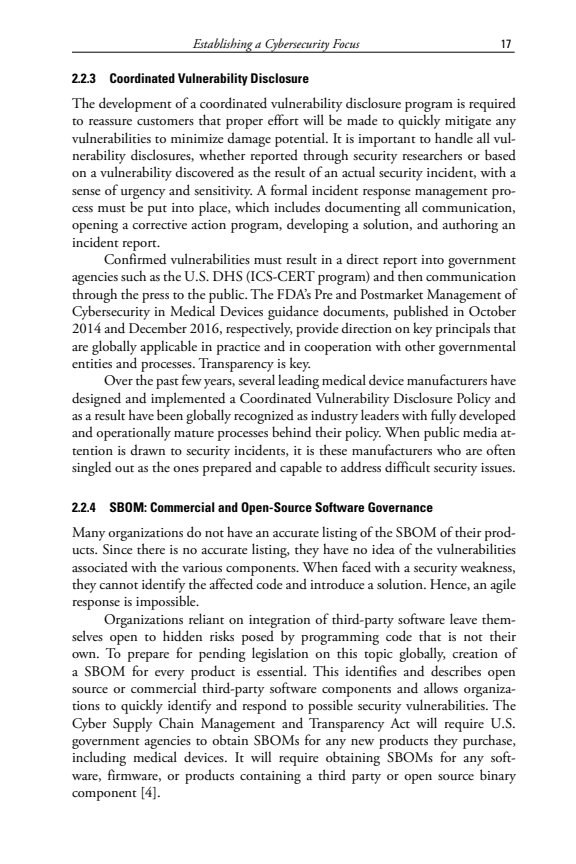 Establishing a Cybersecurity Focus 17
2.2.3 Coordinated Vulnerability Disclosure
The development of a coordinated vulnerability disclosure program is required
to reassure customers that proper effort will be made to quickly mitigate any
vulnerabilities to minimize damage potential. It is important to handle all vul-
nerability disclosures, whether reported through security researchers or based
on a vulnerability discovered as the result of an actual security incident, with a
sense of urgency and sensitivity. A formal incident response management pro-
cess must be put into place, which includes documenting all communication,
opening a corrective action program, developing a solution, and authoring an
incident report.
Confirmed vulnerabilities must result in a direct report into government
agencies such as the U.S. DHS (ICS-CERT program) and then communication
through the press to the public. The FDA’s Pre and Postmarket Management of
Cybersecurity in Medical Devices guidance documents, published in October
2014 and December 2016, respectively, provide direction on key principals that
are globally applicable in practice and in cooperation with other governmental
entities and processes. Transparency is key.
Over the past few years, several leading medical device manufacturers have
designed and implemented a Coordinated Vulnerability Disclosure Policy and
as a result have been globally recognized as industry leaders with fully developed
and operationally mature processes behind their policy. When public media at-
tention is drawn to security incidents, it is these manufacturers who are often
singled out as the ones prepared and capable to address difficult security issues.
2.2.4 SBOM: Commercial and Open-Source Software Governance
Many organizations do not have an accurate listing of the SBOM of their prod-
ucts. Since there is no accurate listing, they have no idea of the vulnerabilities
associated with the various components. When faced with a security weakness,
they cannot identify the affected code and introduce a solution. Hence, an agile
response is impossible.
Organizations reliant on integration of third-party software leave them-
selves open to hidden risks posed by programming code that is not their
own. To prepare for pending legislation on this topic globally, creation of
a SBOM for every product is essential. This identifies and describes open
source or commercial third-party software components and allows organiza-
tions to quickly identify and respond to possible security vulnerabilities. The
Cyber Supply Chain Management and Transparency Act will require U.S.
government agencies to obtain SBOMs for any new products they purchase,
including medical devices. It will require obtaining SBOMs for any soft-
ware, firmware, or products containing a third party or open source binary
component [4].